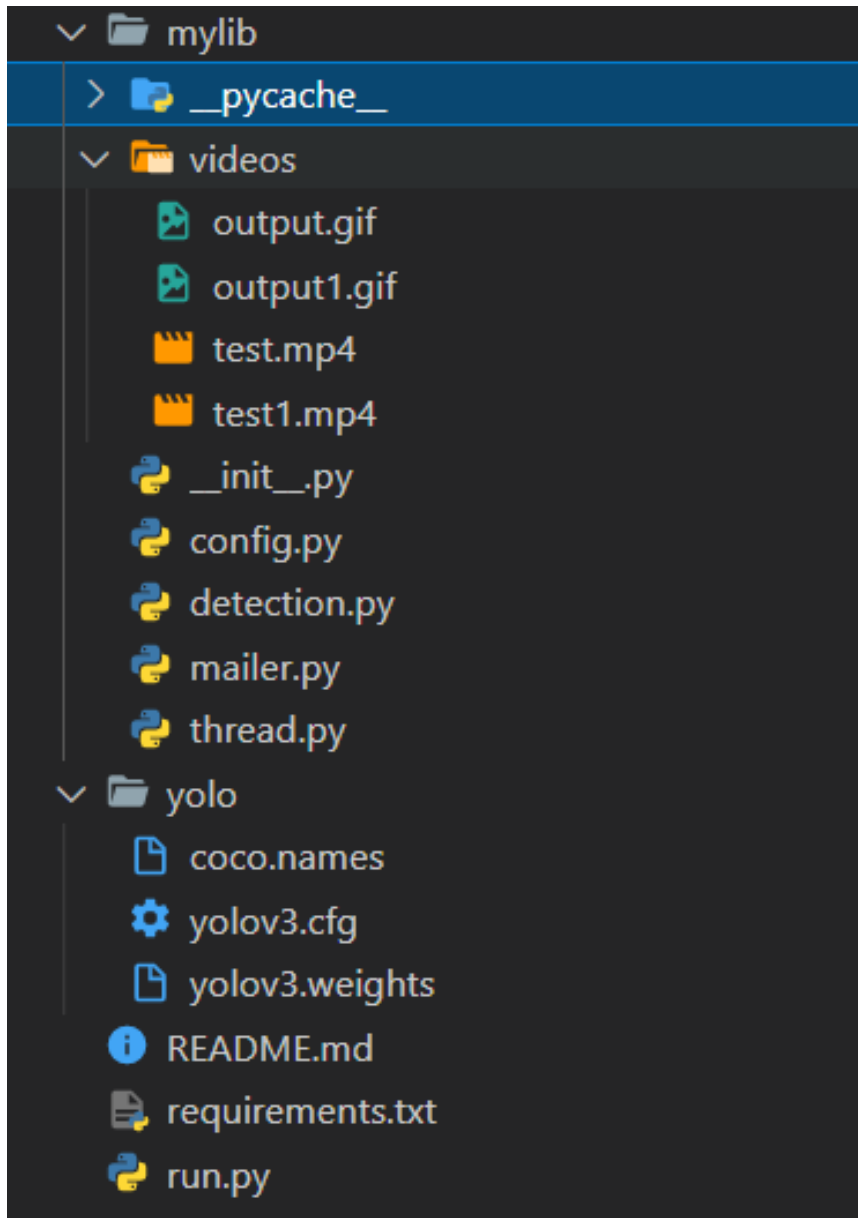 mylib
__pycache__
videos
output.gif
output1.gif
test.mp4
test1.mp4
__init__.py
config.py
detection.py
mailer.py
thread.py
yolo
coco.names
yolov3.cfg
yolov3.weights
README.md
requirements.txt
run.py